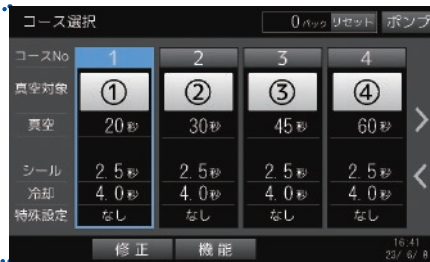 コース選択 0パック リセット ポンプ
コースNo 1 2 3 4
真空対象 ① ② ③ ④
真空 20秒 30秒 45秒 60秒
シール 2.5秒 2.5秒 2.5秒 2.5秒
冷却 4.0秒 4.0秒 4.0秒 4.0秒
特殊設定 なし なし なし なし
修正 機能 16:41
23/ 6/ 8